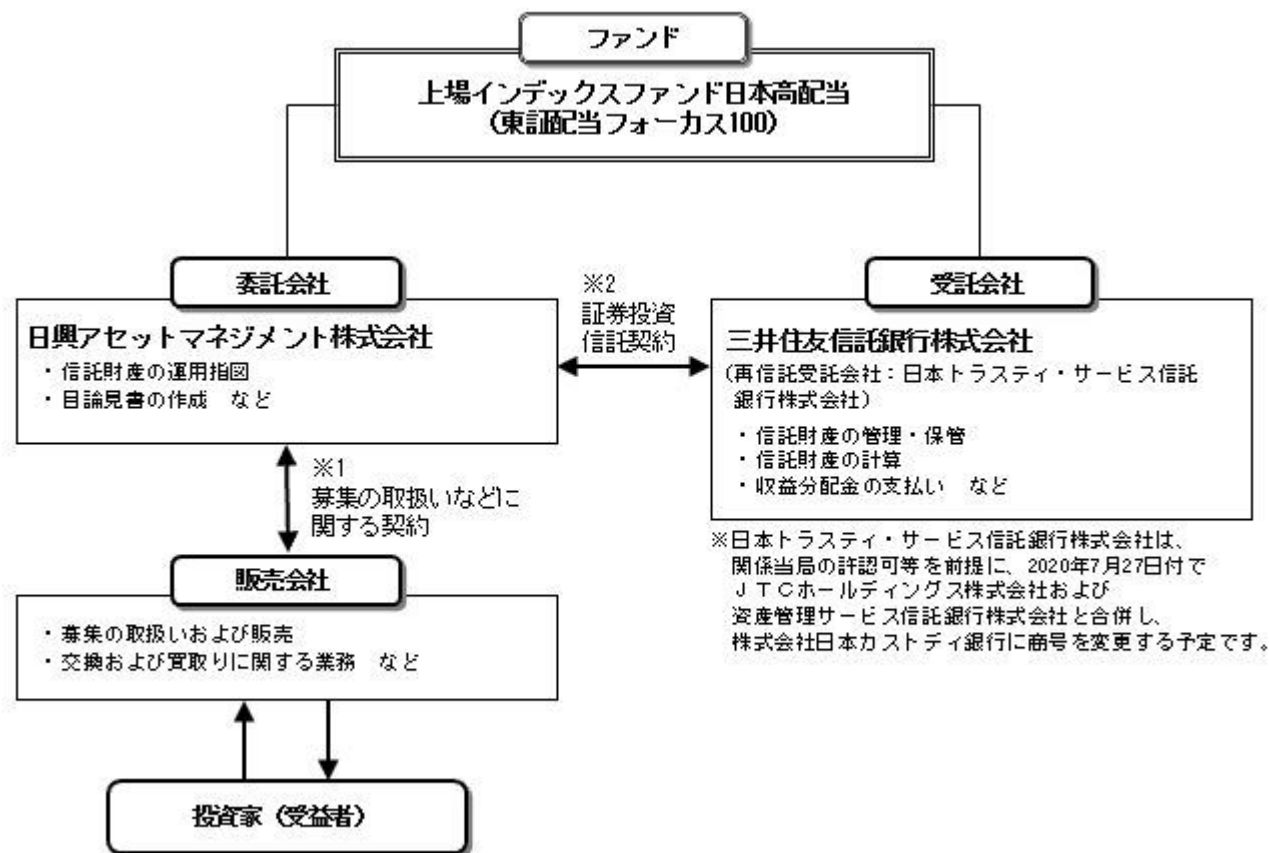 ファンド
上場インデックスファンド日本高配当
(東証配当フォーカス100)
委託会社
日興アセットマネジメント株式会社
・信託財産の運用指図
・目論見書の作成 など
※2
証券投資
信託契約
受託会社
三井住友信託銀行株式会社
(再信託受託会社:日本トラスティ・サービス信託
銀行株式会社)
・信託財産の管理・保管
・信託財産の計算
・収益分配金の支払い など
※1
募集の取扱いなどに
関する契約
※日本トラスティ・サービス信託銀行株式会社は、
関係当局の許認可等を前提に、2020年7月27日付で
JTCホールディングス株式会社および
資産管理サービス信託銀行株式会社と合併し、
株式会社日本カストディ銀行に商号を変更する予定です。
販売会社
・募集の取扱いおよび販売
・交換および買取りに関する業務 など
投資家(受益者)